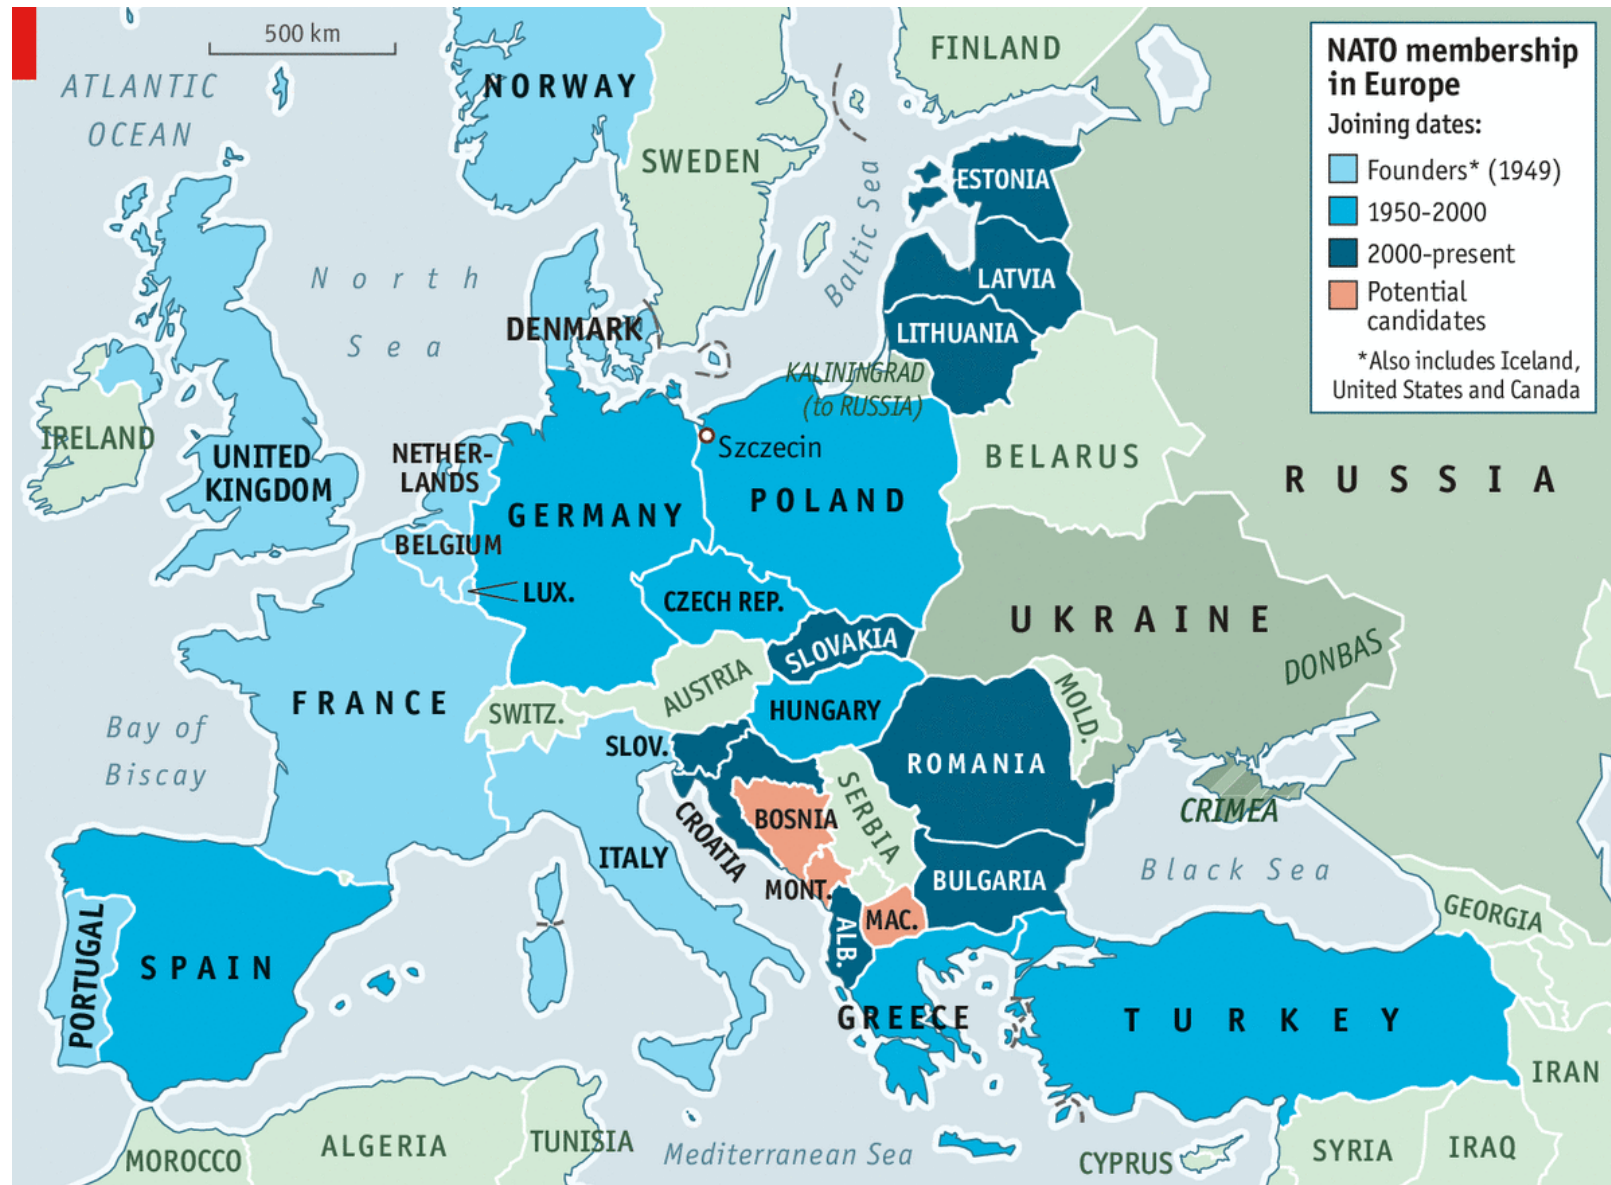 500 km
ATLANTIC
OCEAN
NORWAY
FINLAND
SWEDEN
Baltic Sea
ESTONIA
LATVIA
LITHUANIA
North
Sea
DENMARK
KALININGRAD
(to RUSSIA)
IRELAND
UNITED
KINGDOM
NETHER-
LANDS
Szczecin
BELARUS
RUSSIA
GERMANY
POLAND
BELGIUM
LUX.
CZECH REP.
UKRAINE
DONBAS
SLOVAKIA
AUSTRIA
FRANCE
SWITZ.
HUNGARY
MOLD.
Bay of
Biscay
SLOV.
ROMANIA
SERBIA
CROATIA
BOSNIA
CRIMEA
ITALY
MONT.
BULGARIA
Black Sea
MAC.
ALB.
GEORGIA
PORTUGAL
SPAIN
GREECE
TURKEY
IRAN
MOROCCO
ALGERIA
TUNISIA
Mediterranean Sea
CYPRUS
SYRIA
IRAQ
NATO membership
in Europe
Joining dates:
Founders* (1949)
1950-2000
2000-present
Potential
candidates
*Also includes Iceland,
United States and Canada